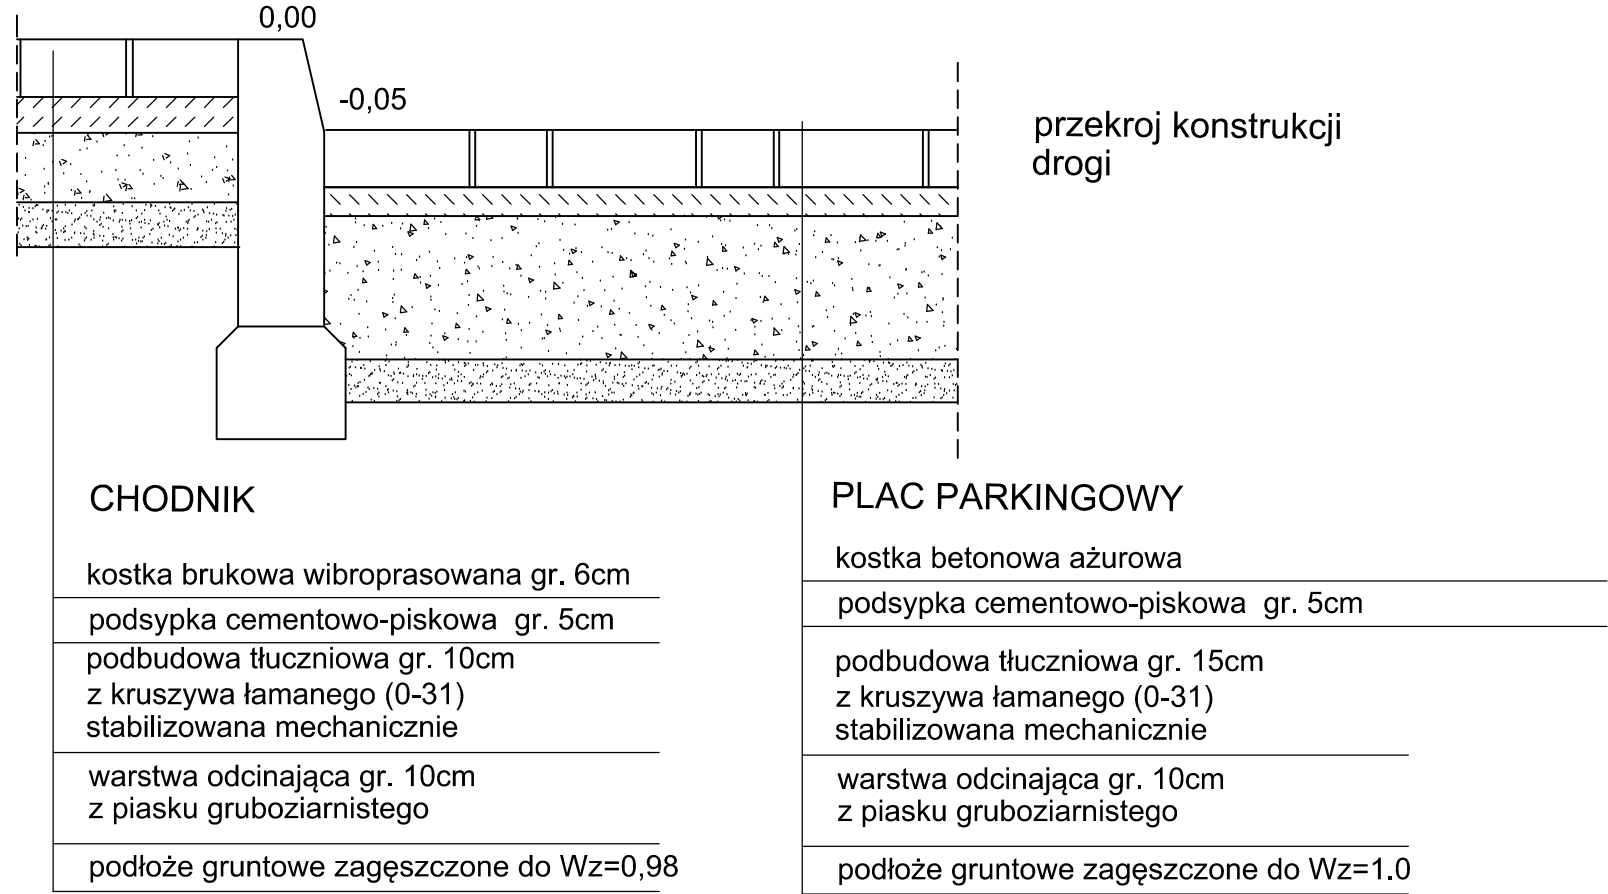 0,00
-0,05
przekroj konstrukcji
drogi
CHODNIK
kostka brukowa wibroprasowana gr. 6cm
podsypka cementowo-piskowa gr. 5cm
podbudowa tłuczniowa gr. 10cm
z kruszywa łamanego (0-31)
stabilizowana mechanicznie
warstwa odcinająca gr. 10cm
z piasku gruboziarnistego
podłoże gruntowe zagęszczone do Wz=0,98
PLAC PARKINGOWY
kostka betonowa ażurowa
podsypka cementowo-piskowa gr. 5cm
podbudowa tłuczniowa gr. 15cm
z kruszywa łamanego (0-31)
stabilizowana mechanicznie
warstwa odcinająca gr. 10cm
z piasku gruboziarnistego
podłoże gruntowe zagęszczone do Wz=1.0